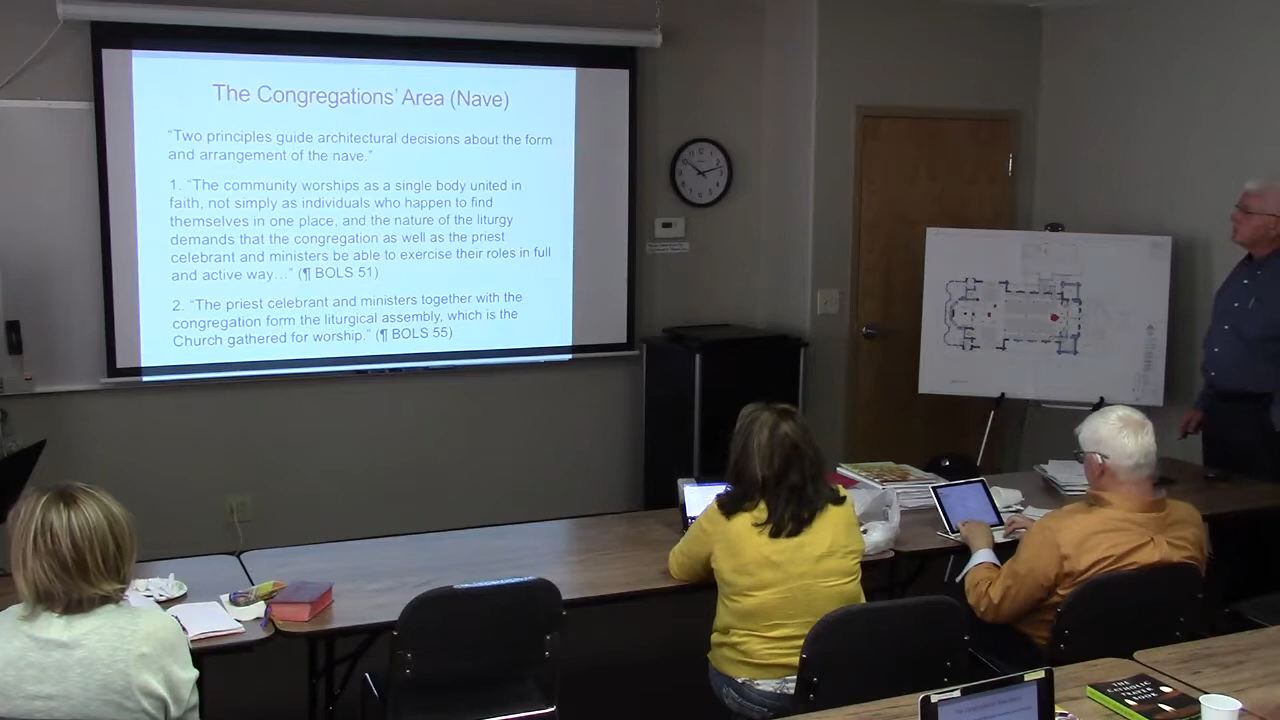 The Congregations' Area (Nave)
“Two principles guide architectural decisions about the form
and arrangement of the nave.”
1. “The community worships as a single body united in
faith, not simply as individuals who happen to find
themselves in one place, and the nature of the liturgy
demands that the congregation as well as the priest
celebrant and ministers be able to exercise their roles in full
and active way…” (¶ BOLS 51)
2. “The priest celebrant and ministers together with the
congregation form the liturgical assembly, which is the
Church gathered for worship.” (¶ BOLS 55)
THE
CATHOLIC
PRAYER
BOOK